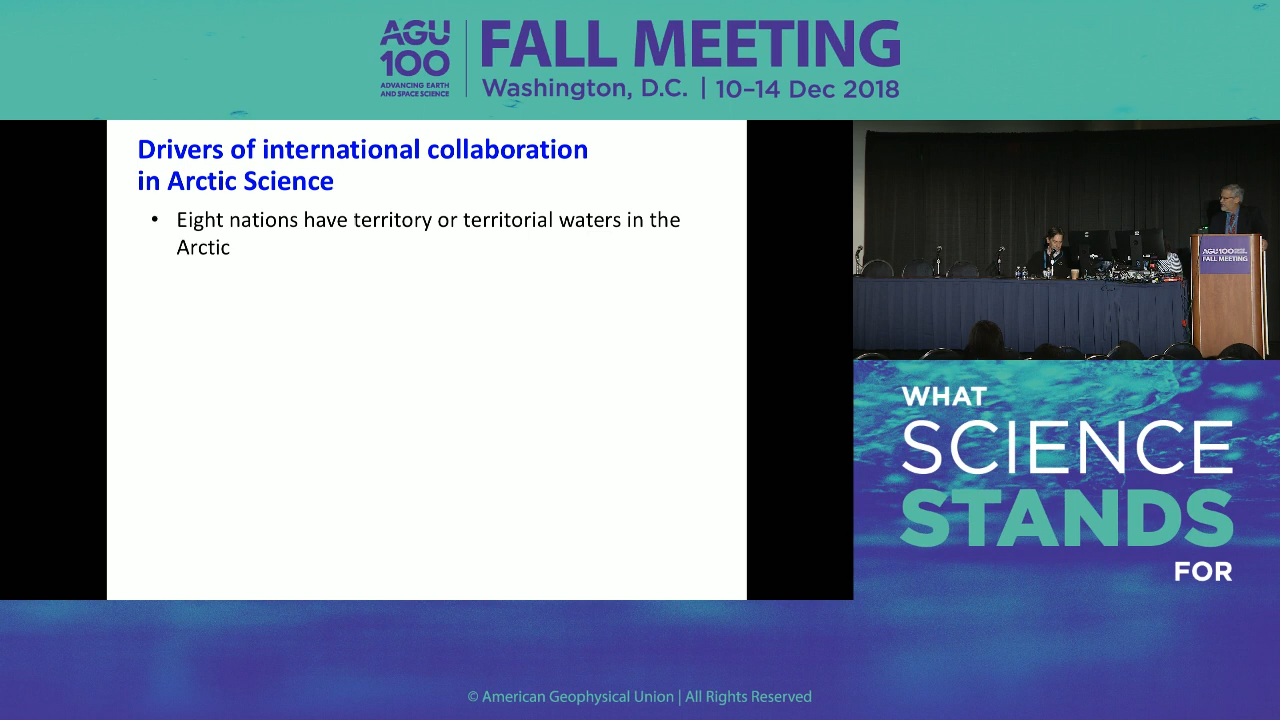 AGU
100
ADVANCING EARTH
AND SPACE SCIENCE
FALL MEETING
Washington, D.C. | 10–14 Dec 2018
Drivers of international collaboration
in Arctic Science
• Eight nations have territory or territorial waters in the
Arctic
AGU100
FALL MEETING
WHAT
SCIENCE
STANDS
FOR
© American Geophysical Union | All Rights Reserved